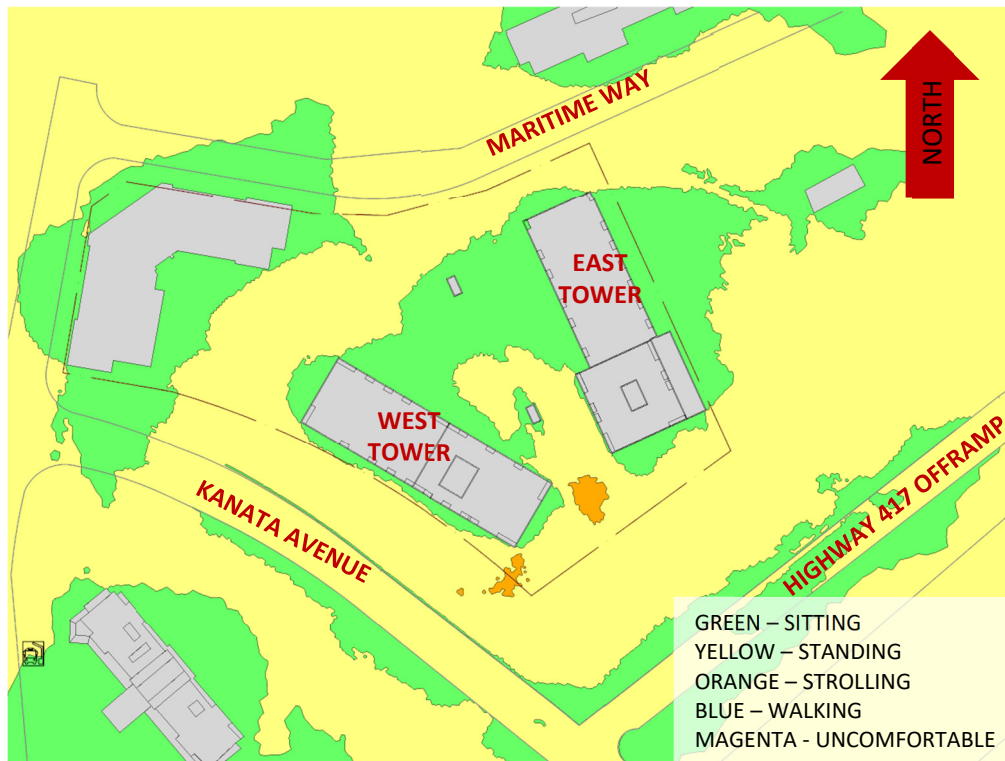 MARITIME WAY
NORTH
EAST
TOWER
WEST
TOWER
KANATA AVENUE
HIGHWAY 417 OFFRAMP
GREEN – SITTING
YELLOW – STANDING
ORANGE – STROLLING
BLUE – WALKING
MAGENTA - UNCOMFORTABLE